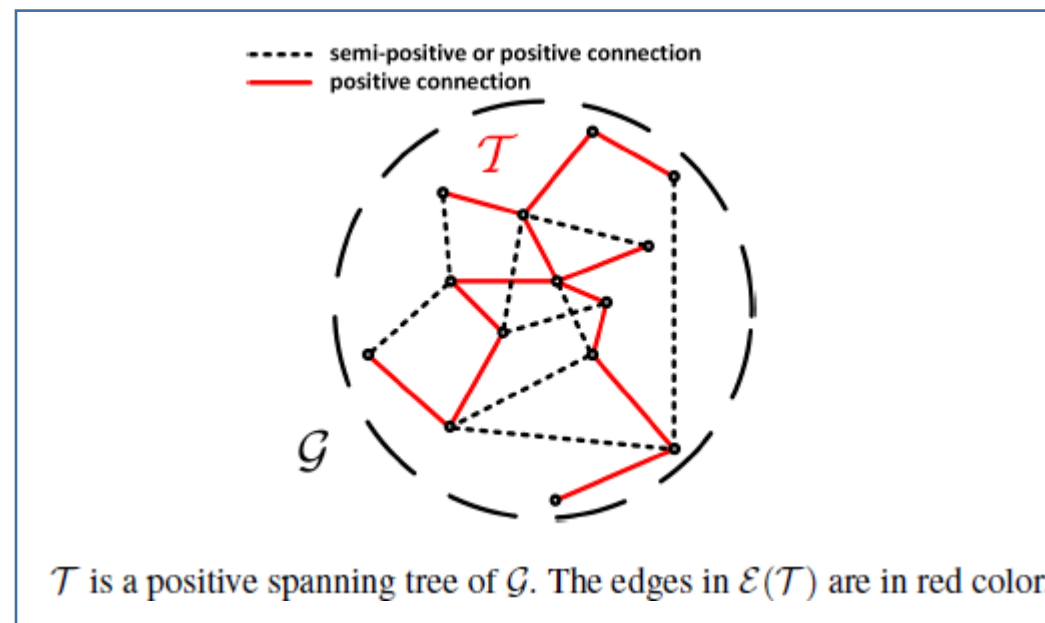 semi-positive or positive connection
positive connection
𝒯
𝒢
𝒯 is a positive spanning tree of 𝒢. The edges in ℰ(𝒯) are in red color.